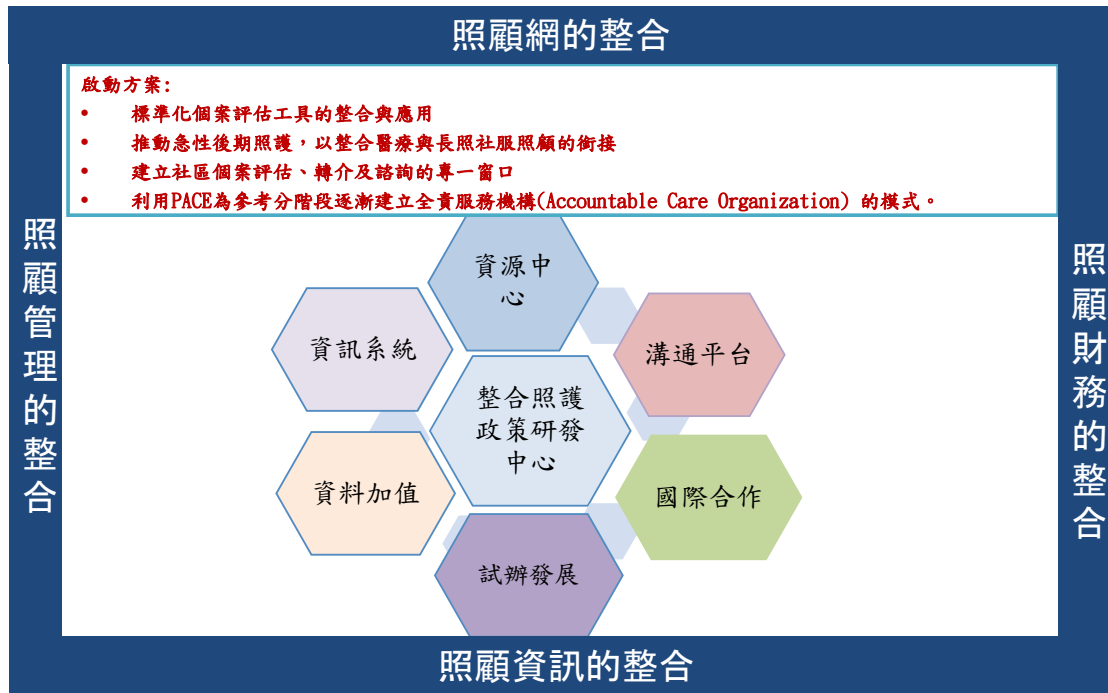 照顧網的整合
啟動方案:
• 標準化個案評估工具的整合與應用
• 推動急性後期照護，以整合醫療與長照社服照顧的銜接
• 建立社區個案評估、轉介及諮詢的專一窗口
• 利用PACE為參考分階段逐漸建立全責服務機構(Accountable Care Organization) 的模式。
照顧管理的整合
照顧財務的整合
資源中
心
資訊系統
溝通平台
整合照護
政策研發
中心
資料加值
國際合作
試辦發展
照顧資訊的整合